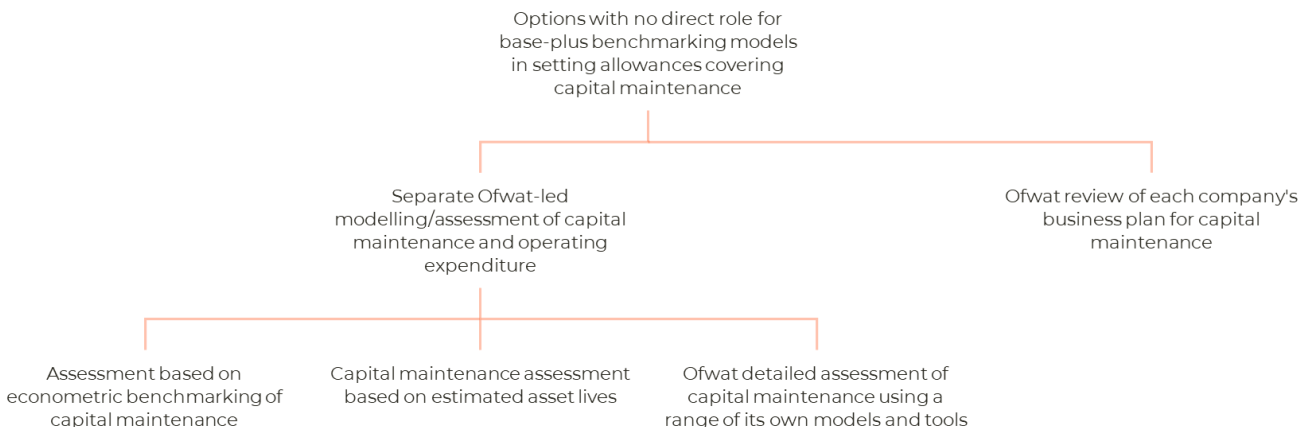 Options with no direct role for
base-plus benchmarking models
in setting allowances covering
capital maintenance
Separate Ofwat-led
modelling/assessment of capital
maintenance and operating
expenditure
Ofwat review of each company's
business plan for capital
maintenance
Assessment based on
econometric benchmarking of
capital maintenance
Capital maintenance assessment
based on estimated asset lives
Ofwat detailed assessment of
capital maintenance using a
range of its own models and tools